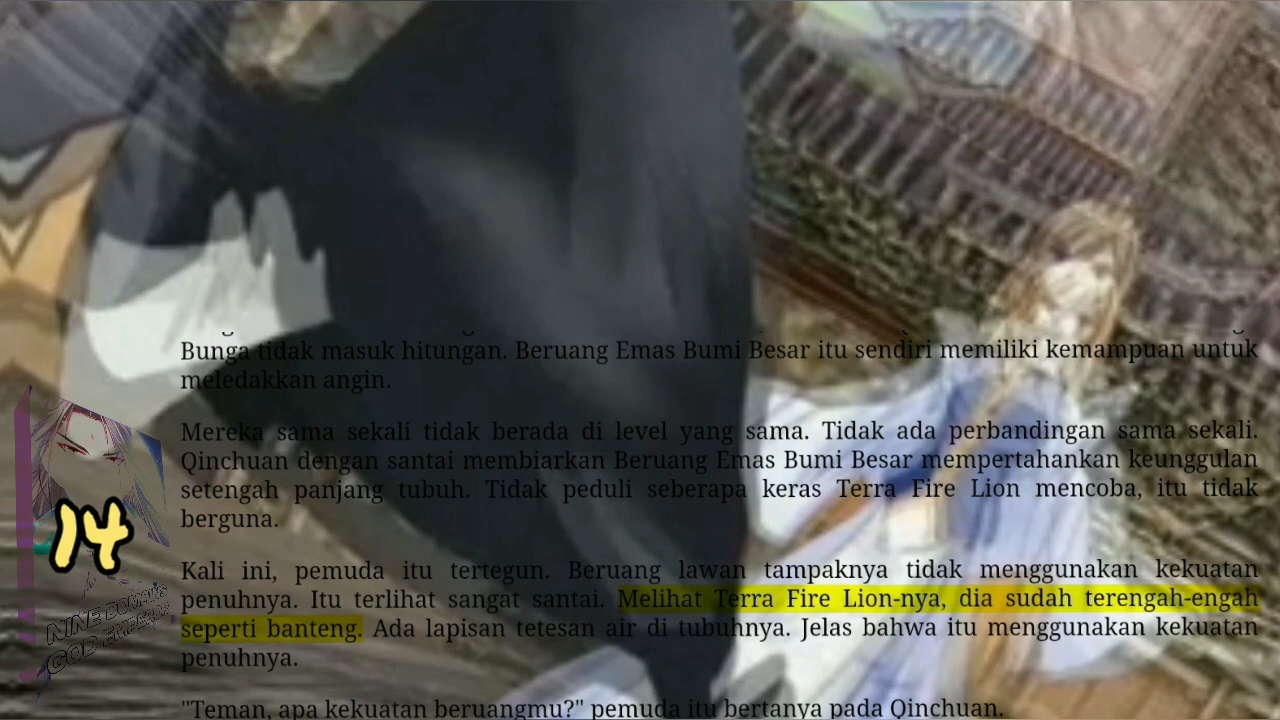 Bunga tidak masuk hitungan. Beruang Emas Bumi Besar itu sendiri memiliki kemampuan untuk
meledakkan angin.
Mereka sama sekali tidak berada di level yang sama. Tidak ada perbandingan sama sekali.
Qinchuan dengan santai membiarkan Beruang Emas Bumi Besar mempertahankan keunggulan
setengah panjang tubuh. Tidak peduli seberapa keras Terra Fire Lion mencoba, itu tidak
berguna.
Kali ini, pemuda itu tertegun. Beruang lawan tampaknya tidak menggunakan kekuatan
penuhnya. Itu terlihat sangat santai. Melihat Terra Fire Lion-nya, dia sudah terengah-engah
seperti banteng. Ada lapisan tetesan air di tubuhnya. Jelas bahwa itu menggunakan kekuatan
penuhnya.
"Teman, apa kekuatan beruangmu?" pemuda itu bertanya pada Qinchuan.
14
NINE
GOD EMPEROR